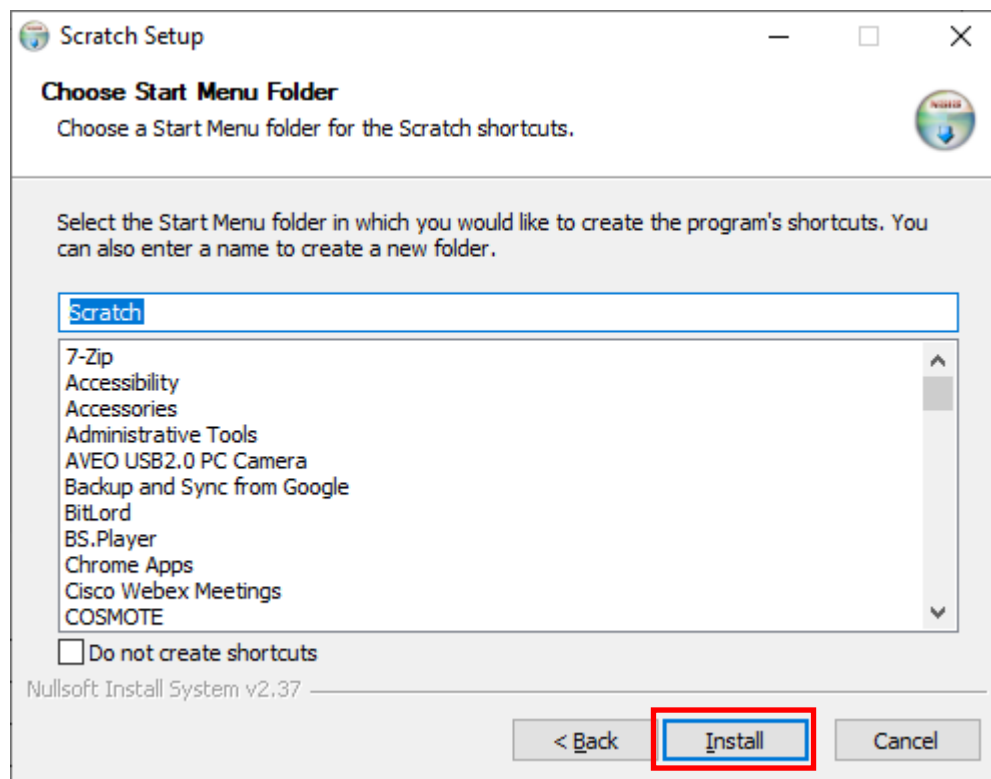 Scratch Setup
Choose Start Menu Folder
Choose a Start Menu folder for the Scratch shortcuts.
Select the Start Menu folder in which you would like to create the program's shortcuts. You
can also enter a name to create a new folder.
Scratch
7-Zip
Accessibility
Accessories
Administrative Tools
AVEO USB2.0 PC Camera
Backup and Sync from Google
BitLord
BS.Player
Chrome Apps
Cisco Webex Meetings
COSMOTE
Do not create shortcuts
Nullsoft Install System v2.37
< Back Install Cancel